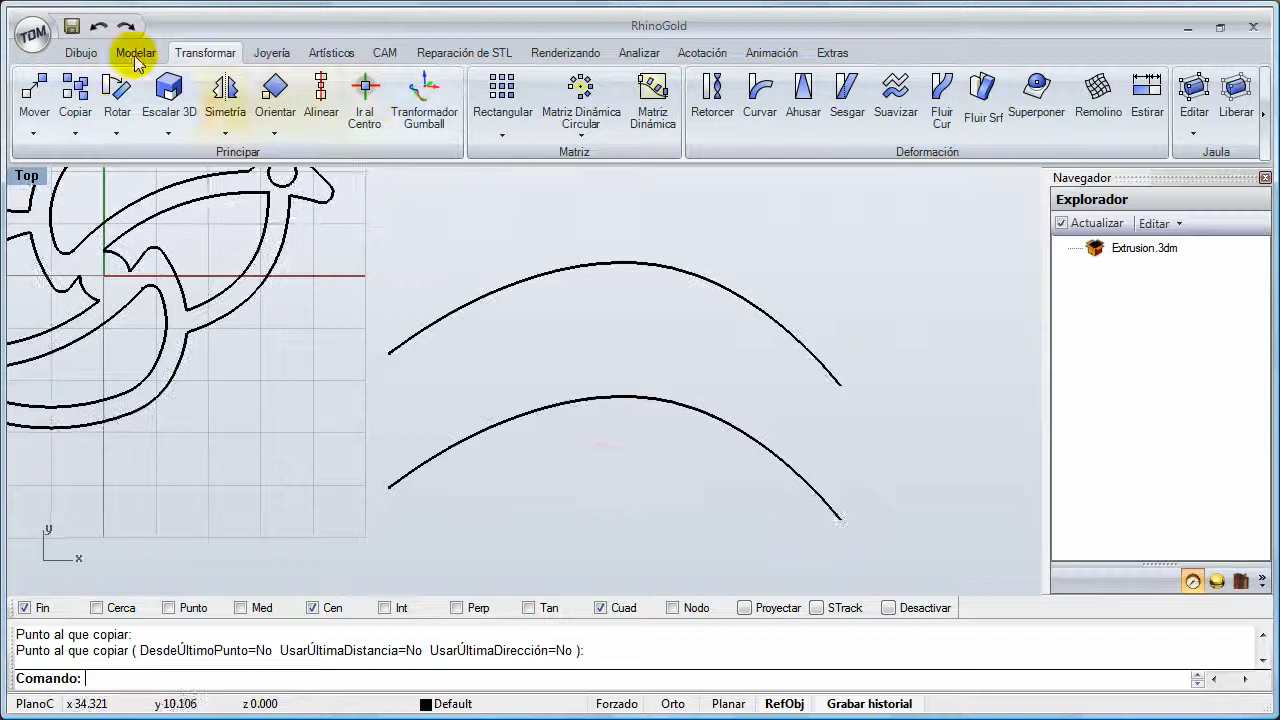 RhinoGold
TDM
Dibujo Modelar Transformar Joyería Artísticos CAM Reparación de STL Renderizando Analizar Acotación Animación Extra
Mover Copiar Rotar Escalar 3D Simetría Orientar Alinear Ir al Centro Tranformador Gumball
Rectangular Matriz Dinámica Circular Matriz Dinámica
Retorcer Curvar Ahusar Sesgar Suavizar Fluir Cur Fluir Srf Superponer Remolino Estirar
Editar Liberar
Principar Matriz Deformación Jaula
Top
Navegador
Explorador
Actualizar Editar
Extrusion.3dm
y
x
Fin Cerca Punto Med Cen Int Perp Tan Cuad Nodo Proyectar STrack Desactivar
Punto al que copiar:
Punto al que copiar ( DesdeÚltimoPunto=No UsarÚltimaDistancia=No UsarÚltimaDirección=No ):
Comando:
PlanoC x 34.321 y 10.106 z 0.000 Default Forzado Orto Planar RefObj Grabar historial